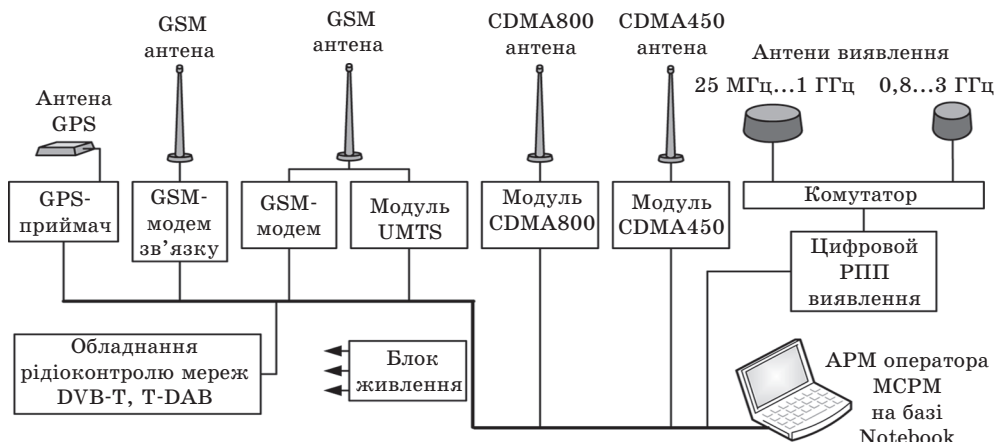 GSM
антена
GSM
антена
CDMA800
антена
CDMA450
антена
Антени виявлення
25 МГц...1 ГГц
0,8...3 ГГц
Антена
GPS
GPS-
приймач
GSM-
модем
зв’язку
GSM-
модем
Модуль
UMTS
Модуль
CDMA800
Модуль
CDMA450
Комутатор
Цифровой
РПП
виявлення
Обладнання
рідіоконтролю мереж
DVB-T, T-DAB
Блок
живлення
АРМ оператора
МСРМ
на базі
Notebook